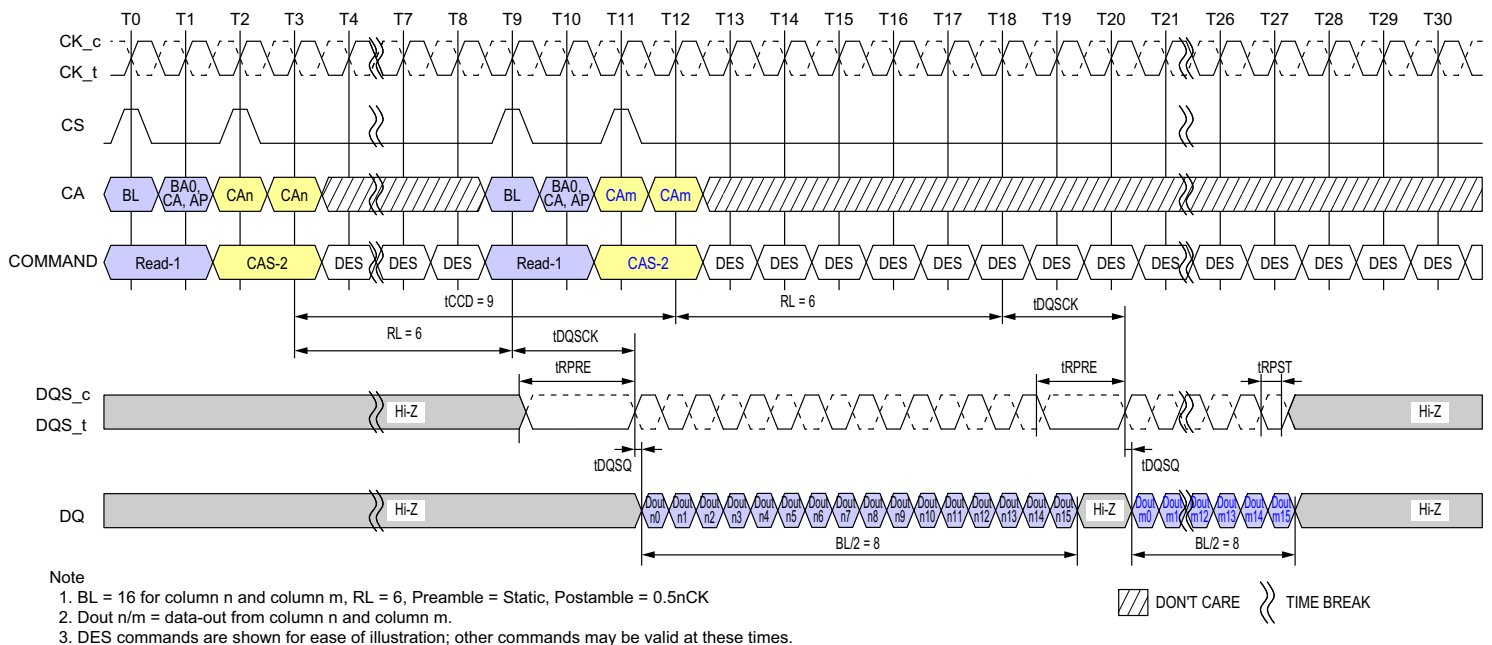 T0 T1 T2 T3 T4 T7 T8 T9 T10 T11 T12 T13 T14 T15 T16 T17 T18 T19 T20 T21 T26 T27 T28 T29 T30
CK_c
CK_t
CS
CA BL BA0, CA, AP CAn CAn BL BA0, CA, AP CAm CAm
COMMAND Read-1 CAS-2 DES DES DES Read-1 CAS-2 DES DES DES DES DES DES DES DES DES DES DES DES DES DES
tCCD = 9 RL = 6 tDQSCK
RL = 6 tDQSCK
tRPRE tRPRE tRPST
DQS_c
DQS_t
Hi-Z Hi-Z
tDQSQ tDQSQ
DQ Hi-Z Dout n0 Dout n1 Dout n2 Dout n3 Dout n4 Dout n5 Dout n6 Dout n7 Dout n8 Dout n9 Dout n10 Dout n11 Dout n12 Dout n13 Dout n14 Dout n15 Hi-Z Dout m0 Dout m1 Dout m12 Dout m13 Dout m14 Dout m15 Hi-Z
BL/2 = 8 BL/2 = 8
Note
1. BL = 16 for column n and column m, RL = 6, Preamble = Static, Postamble = 0.5nCK
2. Dout n/m = data-out from column n and column m.
3. DES commands are shown for ease of illustration; other commands may be valid at these times.
DON'T CARE TIME BREAK